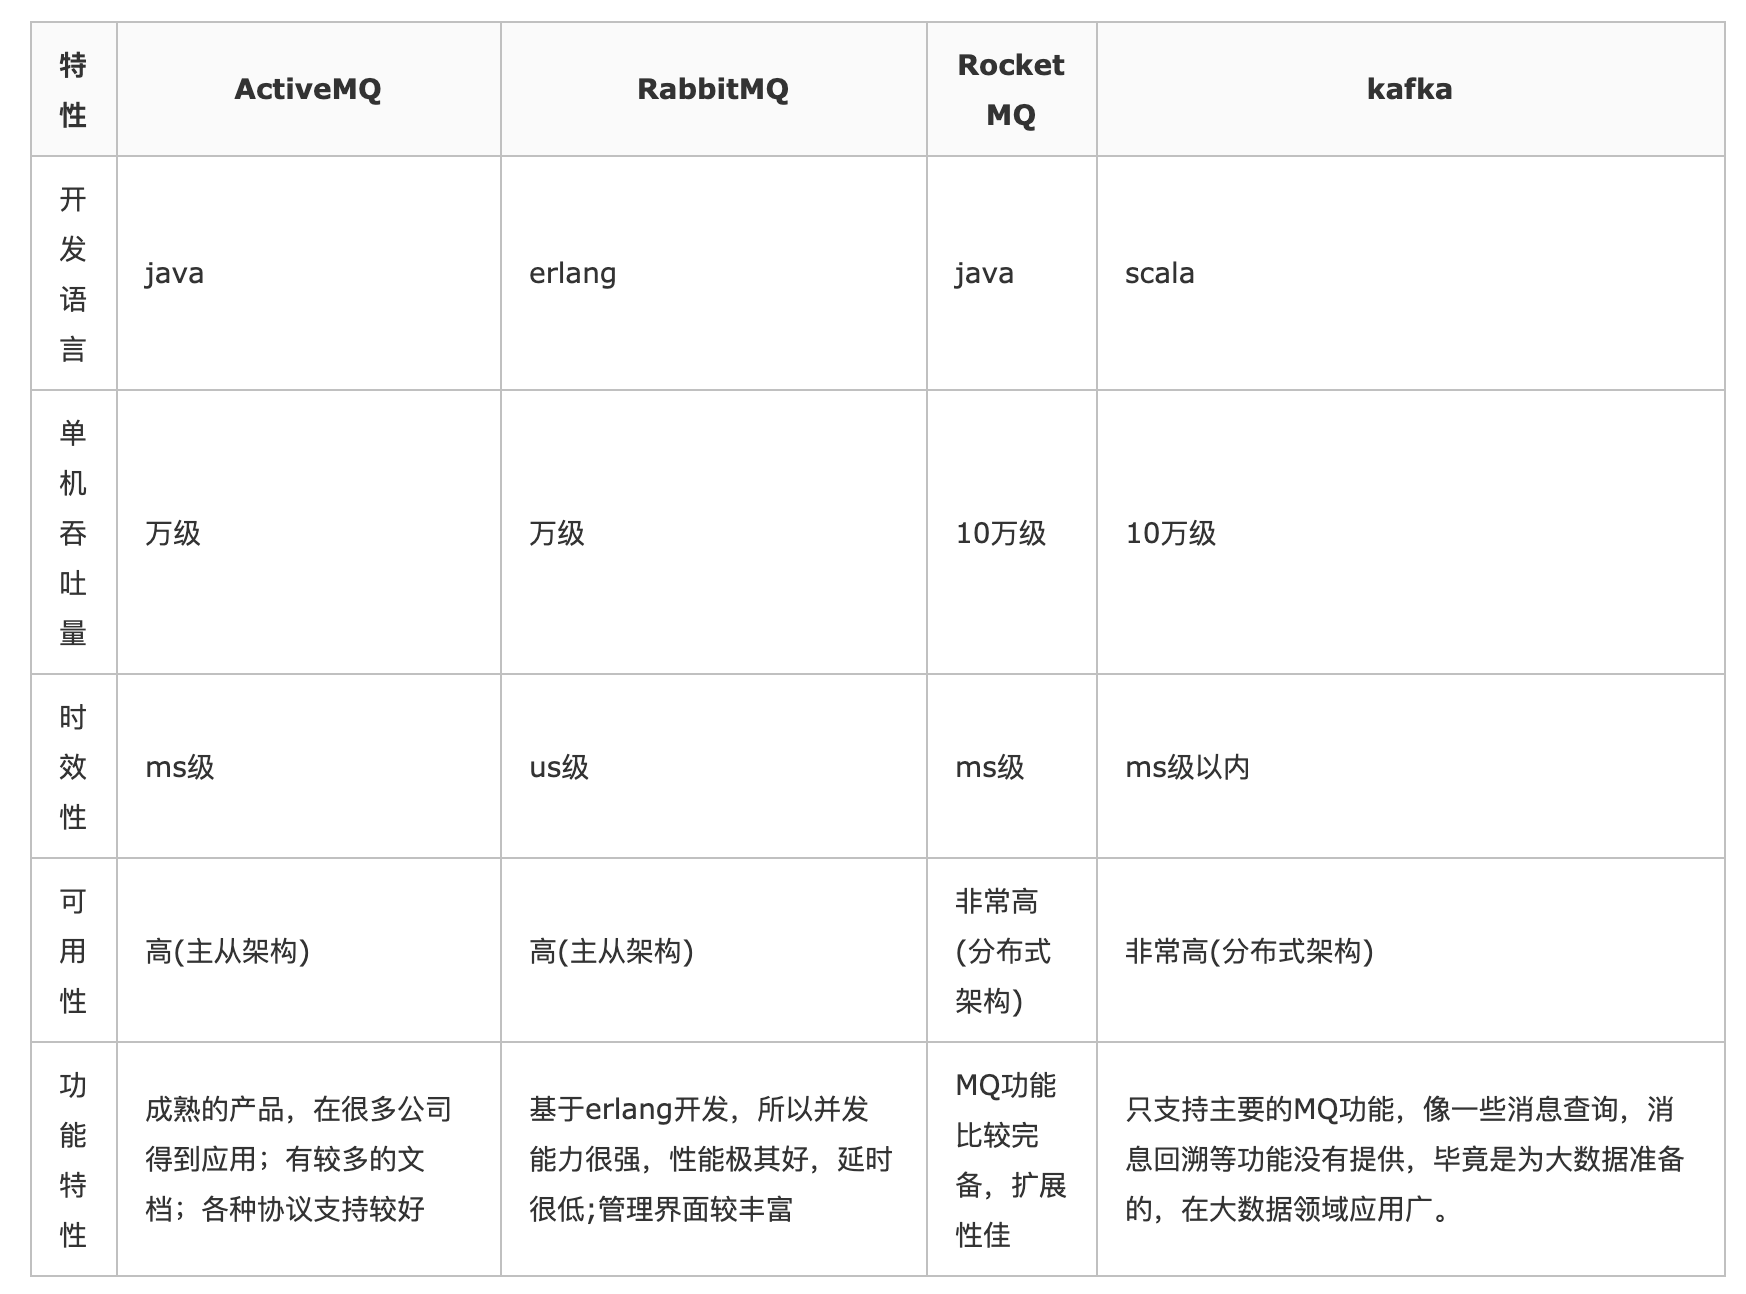 特
性
ActiveMQ
RabbitMQ
Rocket
MQ
kafka
开
发
语
言
java
erlang
java
scala
单
机
吞
吐
量
万级
万级
10万级
10万级
时
效
性
ms级
us级
ms级
ms级以内
可
用
性
高(主从架构)
高(主从架构)
非常高
(分布式
架构)
非常高(分布式架构)
功
能
特
性
成熟的产品，在很多公司
得到应用；有较多的文
档；各种协议支持较好
基于erlang开发，所以并发
能力很强，性能极其好，延时
很低;管理界面较丰富
MQ功能
比较完
备，扩展
性佳
只支持主要的MQ功能，像一些消息查询，消
息回溯等功能没有提供，毕竟是为大数据准备
的，在大数据领域应用广。